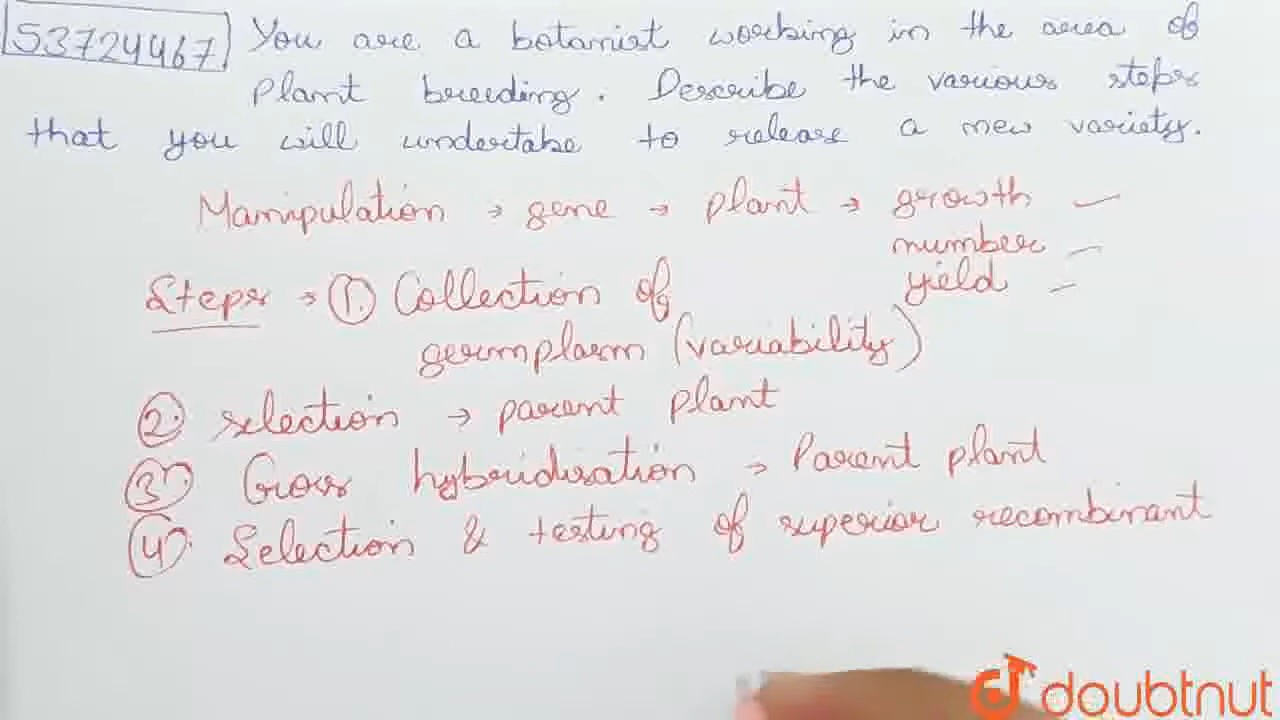 53724467 You are a botanist working in the area of
plant breeding. Describe the various steps
that you will undertake to release a new variety.
Manipulation → gene → plant → growth
number
yield
Steps → 1. Collection of
germplasm (variability)
2. selection → parent plant
3. Cross hybridisation → Parent plant
4. Selection & testing of superior recombinant
doubtnut